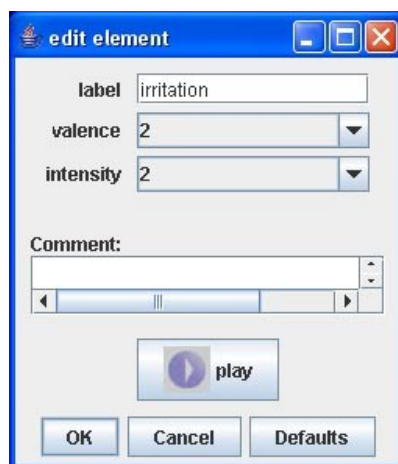 edit element
label irritation
valence 2
intensity 2
Comment:
play
OK Cancel Defaults